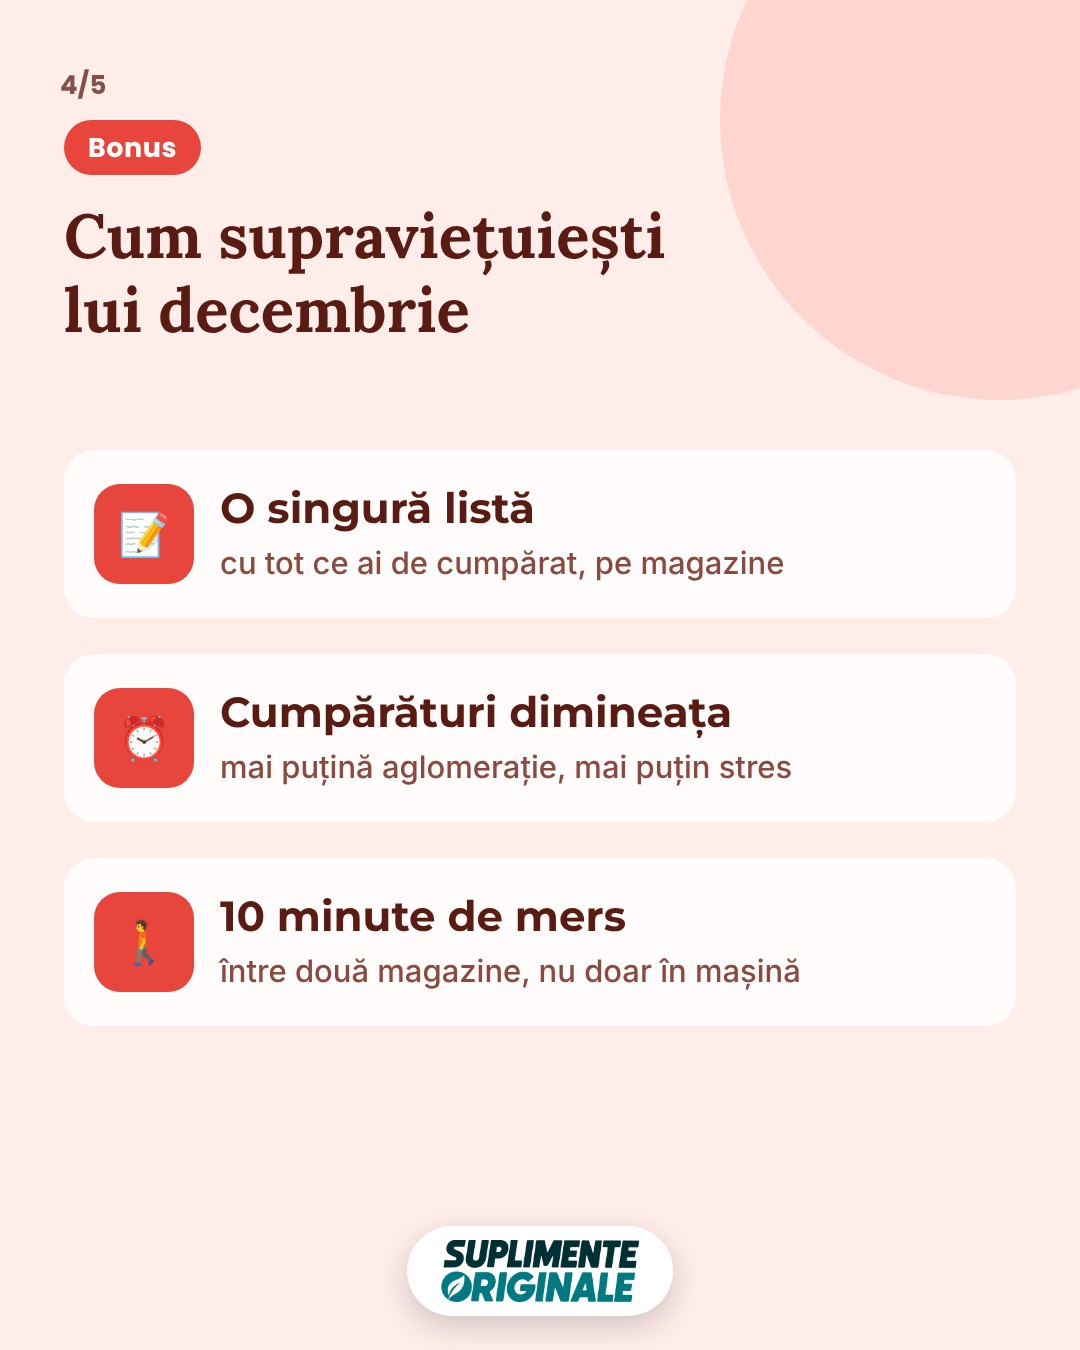 4/5
Bonus
Cum supraviețuiești
lui decembrie
O singură listă
cu tot ce ai de cumpărat, pe magazine
Cumpărături dimineața
mai puțină aglomerație, mai puțin stres
10 minute de mers
între două magazine, nu doar în mașină
SUPLIMENTE
ORIGINALE